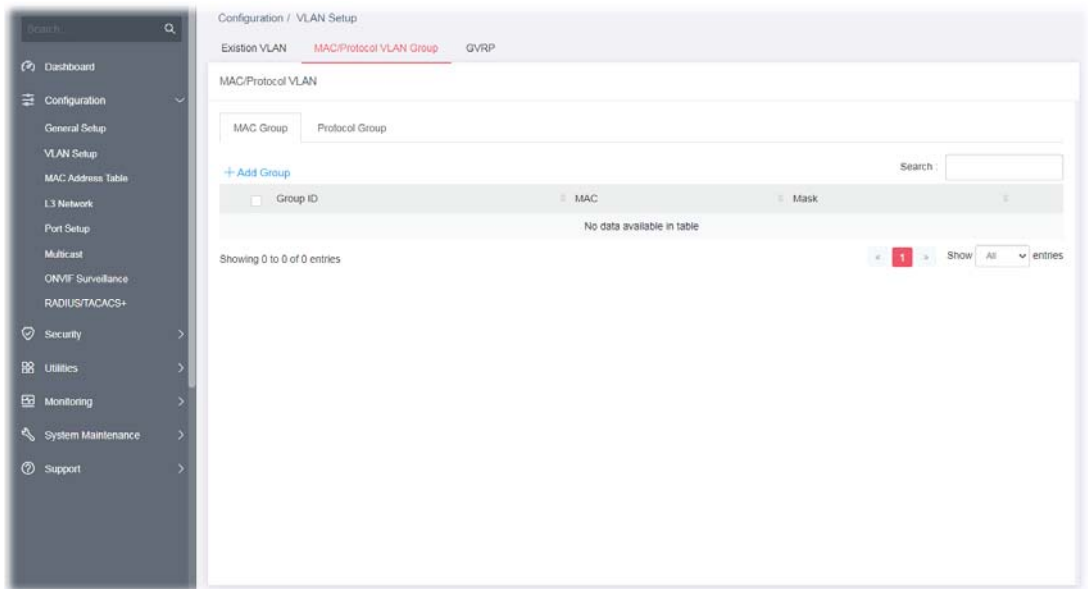 Search
Dashboard
Configuration
General Setup
VLAN Setup
MAC Address Table
L3 Network
Port Setup
Multicast
ONVIF Surveillance
RADIUS/TACACS+
Security
Utilities
Monitoring
System Maintenance
Support
Configuration / VLAN Setup
Existion VLAN MAC/Protocol VLAN Group GVRP
MAC/Protocol VLAN
MAC Group Protocol Group
+ Add Group Search :
Group ID MAC Mask
No data available in table
Showing 0 to 0 of 0 entries « 1 » Show All entries